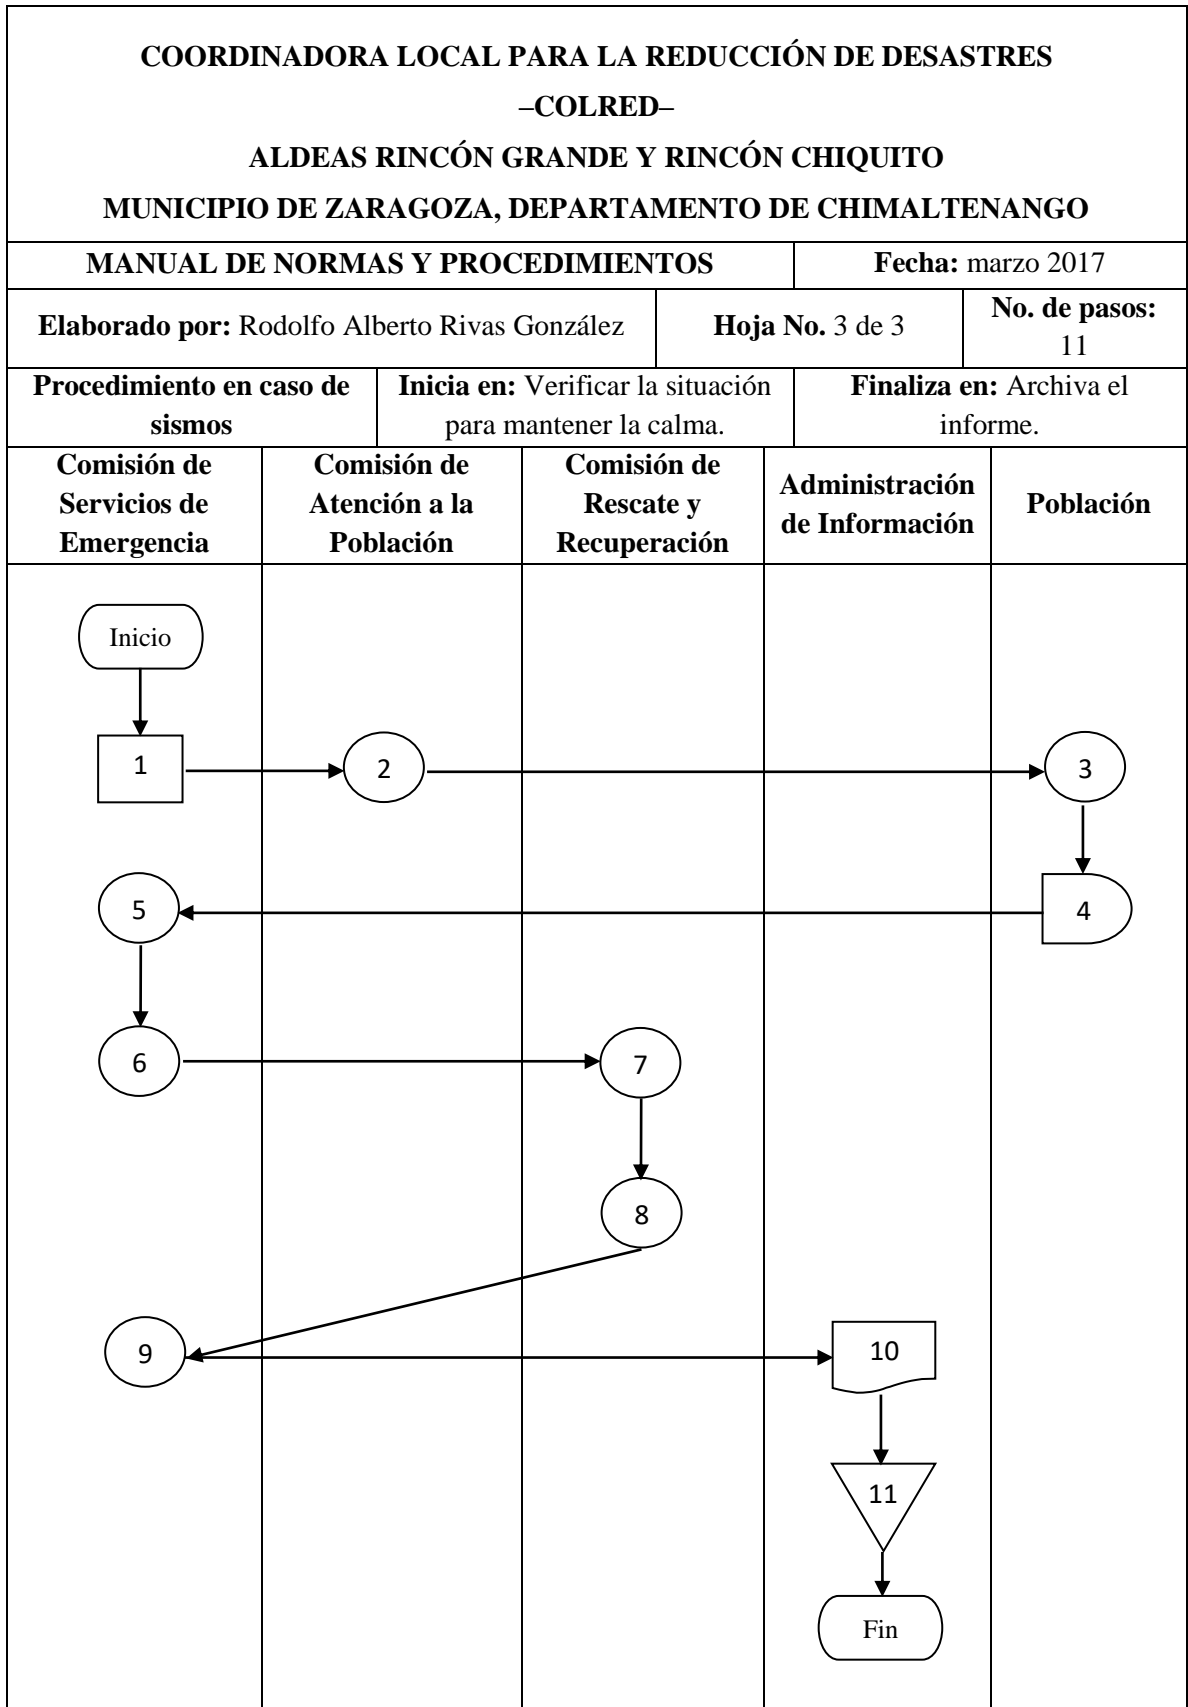 COORDINADORA LOCAL PARA LA REDUCCIÓN DE DESASTRES
–COLRED–
ALDEAS RINCÓN GRANDE Y RINCÓN CHIQUITO
MUNICIPIO DE ZARAGOZA, DEPARTAMENTO DE CHIMALTENANGO
MANUAL DE NORMAS Y PROCEDIMIENTOS
Fecha: marzo 2017
Elaborado por: Rodolfo Alberto Rivas González
Hoja No. 3 de 3
No. de pasos:
11
Procedimiento en caso de
sismos
Inicia en: Verificar la situación
para mantener la calma.
Finaliza en: Archiva el
informe.
Comisión de
Servicios de
Emergencia
Comisión de
Atención a la
Población
Comisión de
Rescate y
Recuperación
Administración
de Información
Población
Inicio
1
2
3
4
5
6
7
8
9
10
11
Fin